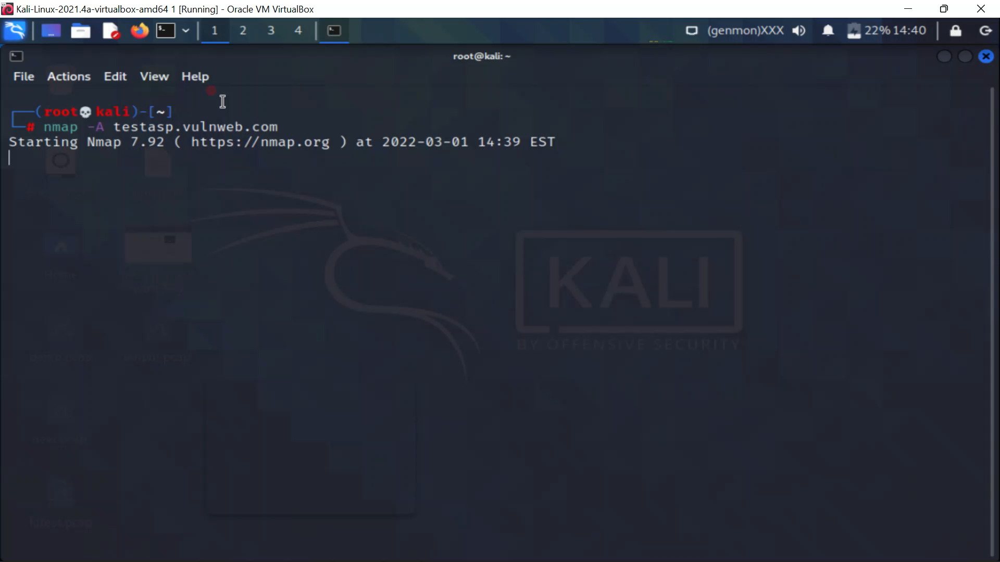 Kali-Linux-2021.4a-virtualbox-amd64 1 [Running] - Oracle VM VirtualBox
1 2 3 4 (genmon)XXX 22% 14:40
root@kali: ~
File Actions Edit View Help
┌──(root💀kali)-[~]
└─# nmap -A testasp.vulnweb.com
Starting Nmap 7.92 ( https://nmap.org ) at 2022-03-01 14:39 EST
KALI
BY OFFENSIVE SECURITY